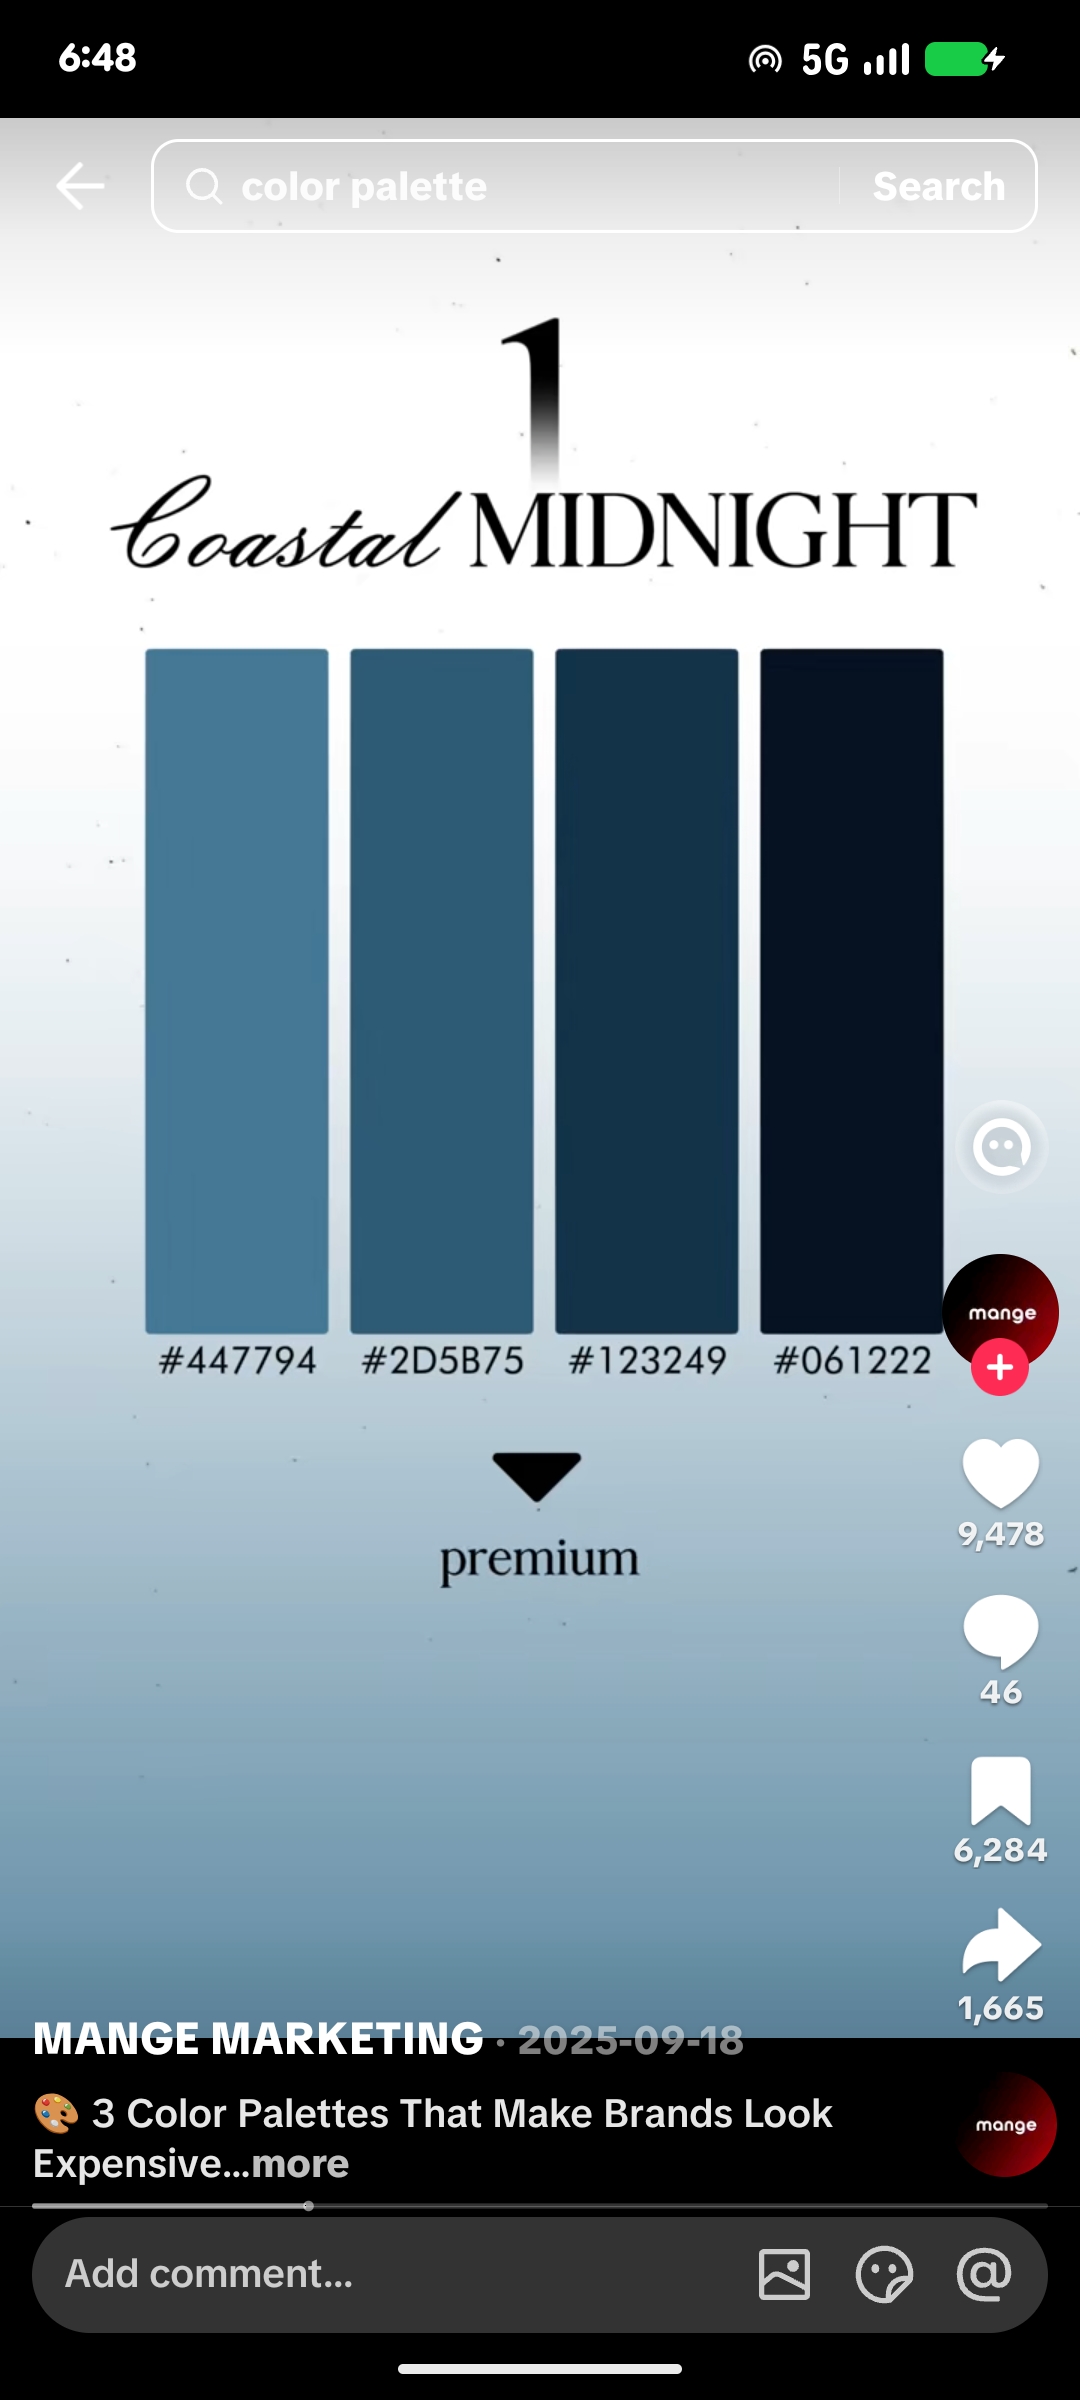 6:48
5G
color palette
Search
1
Coastal MIDNIGHT
#447794 #2D5B75 #123249 #061222
premium
mange
9,478
46
6,284
1,665
MANGE MARKETING · 2025-09-18
🎨 3 Color Palettes That Make Brands Look
Expensive...more
mange
Add comment...